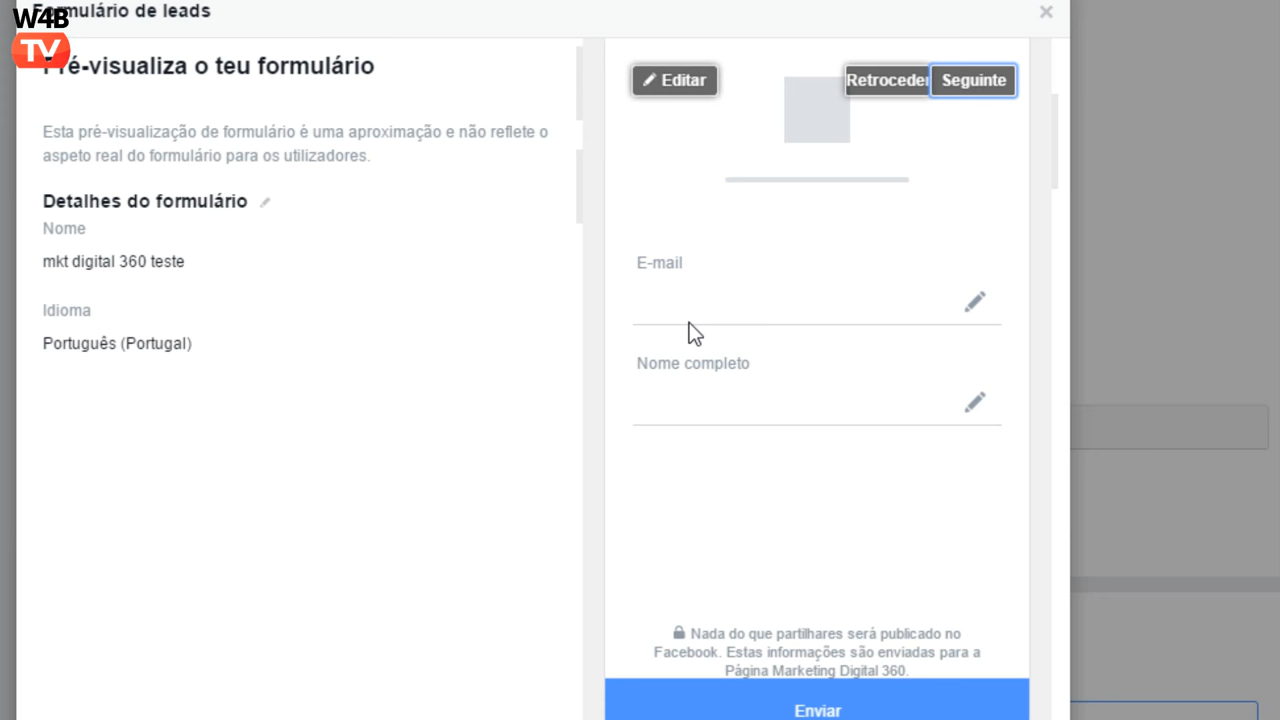 W4B
TV
Formulário de leads
Pré-visualiza o teu formulário
Esta pré-visualização de formulário é uma aproximação e não reflete o
aspeto real do formulário para os utilizadores.
Detalhes do formulário
Nome
mkt digital 360 teste
Idioma
Português (Portugal)
Editar
Retroceder
Seguinte
E-mail
Nome completo
Nada do que partilhares será publicado no
Facebook. Estas informações são enviadas para a
Página Marketing Digital 360.
Enviar